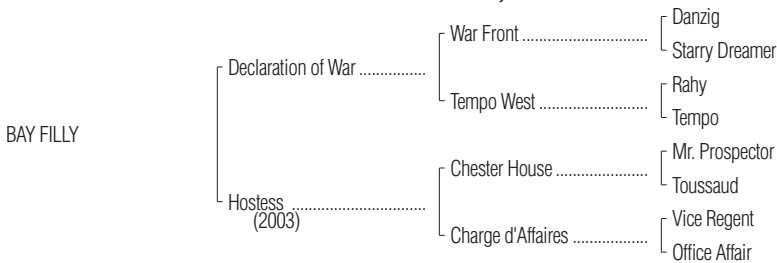 Danzig
War Front ................................
Starry Dreamer
Declaration of War ................
Rahy
Tempo West ............................
Tempo
BAY FILLY
Mr. Prospector
Chester House .......................
Toussaud
Hostess ..................................
(2003)
Vice Regent
Charge d'Affaires ...................
Office Affair